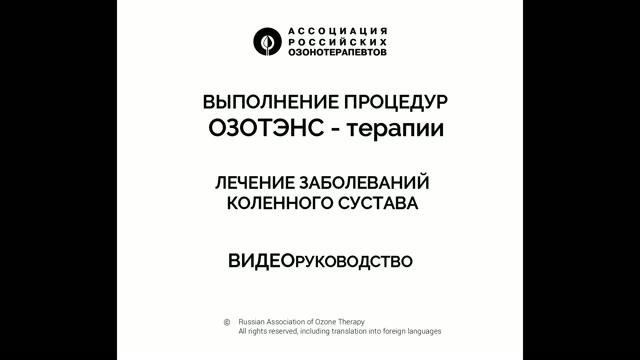 АССОЦИАЦИЯ
РОССИЙСКИХ
ОЗОНОТЕРАПЕВТОВ
ВЫПОЛНЕНИЕ ПРОЦЕДУР
ОЗОТЭНС - терапии
ЛЕЧЕНИЕ ЗАБОЛЕВАНИЙ
КОЛЕННОГО СУСТАВА
ВИДЕОРУКОВОДСТВО
© Russian Association of Ozone Therapy
All rights reserved, including translation into foreign languages